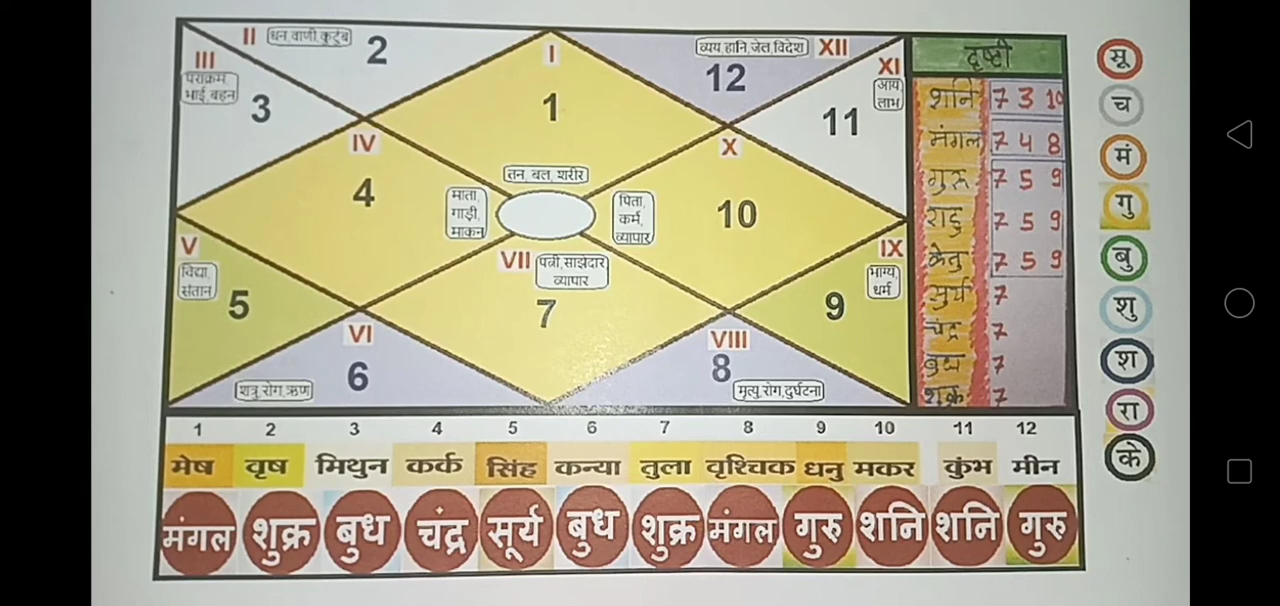 II धन,वाणी,कुटुंब 2
I
व्यय,हानि,जेल,विदेश XII
दृष्टी
III
पराक्रम
भाई,बहन
3
1
12
XI
आय,
लाभ
11
शनि 7 3 10
मंगल 7 4 8
गुरु 7 5 9
राहु 7 5 9
केतु 7 5 9
सुर्य 7
चंद्र 7
बुध 7
शुक्र 7
IV
4
तन, बल, शरीर
माता,
गाड़ी,
माकन
पिता,
कर्म,
व्यापार
X
10
V
विद्या,
संतान
5
VII पत्नी,साझेदार
व्यापार
7
IX
भाग्य,
धर्म
9
VI
6
शत्रु,रोग,ऋण
VIII
8
मृत्यु,रोग,दुर्घटना
1 2 3 4 5 6 7 8 9 10 11 12
मेष वृष मिथुन कर्क सिंह कन्या तुला वृश्चिक धनु मकर कुंभ मीन
मंगल शुक्र बुध चंद्र सूर्य बुध शुक्र मंगल गुरु शनि शनि गुरु
सू
च
मं
गु
बु
शु
श
रा
के